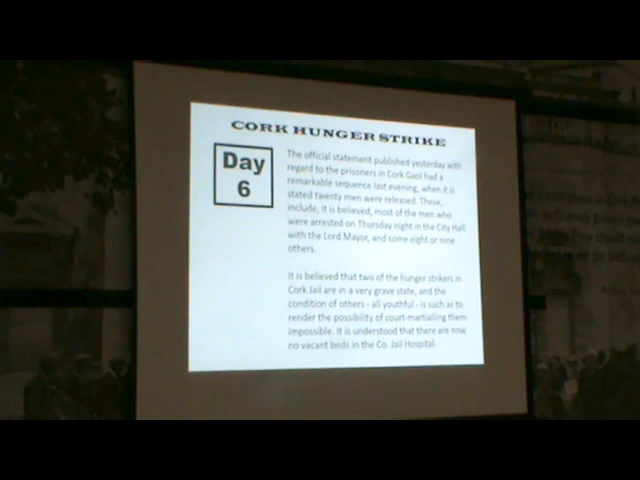 CORK HUNGER STRIKE
Day
6
The official statement published yesterday with
regard to the prisoners in Cork Gaol had a
remarkable sequence last evening, when it is
stated twenty men were released. These,
include, it is believed, most of the men who
were arrested on Thursday night in the City Hall
with the Lord Mayor, and some eight or nine
others.
It is believed that two of the hunger strikers in
Cork Jail are in a very grave state, and the
condition of others - all youthful - is such as to
render the possibility of court-martialling them
impossible. It is understood that there are now
no vacant beds in the Co. Jail Hospital.